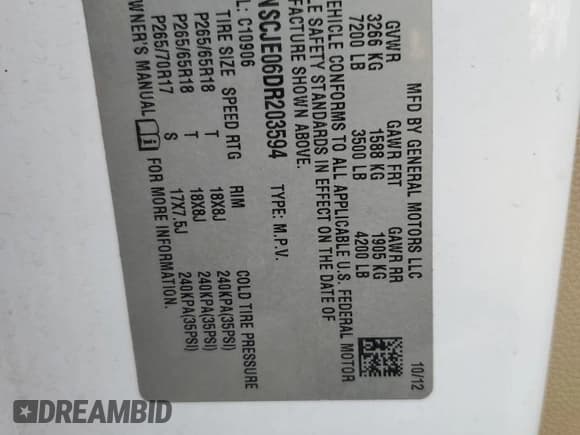 MFD BY GENERAL MOTORS LLC 10/12
GVWR GAWR FRT GAWR RR
3266 KG 1588 KG 1905 KG
7200 LB 3500 LB 4200 LB
VEHICLE CONFORMS TO ALL APPLICABLE U.S. FEDERAL MOTOR
LE SAFETY STANDARDS IN EFFECT ON THE DATE OF
FACTURE SHOWN ABOVE.
NSCJE06DR203594 TYPE: M.P.V.
L: C10906
TIRE SIZE SPEED RTG RIM COLD TIRE PRESSURE
P265/65R18 T 18X8J 240KPA(35PSI)
P265/65R18 T 18X8J 240KPA(35PSI)
P265/70R17 S 17X7.5J 240KPA(35PSI)
WNER'S MANUAL i FOR MORE INFORMATION.
DREAMBID